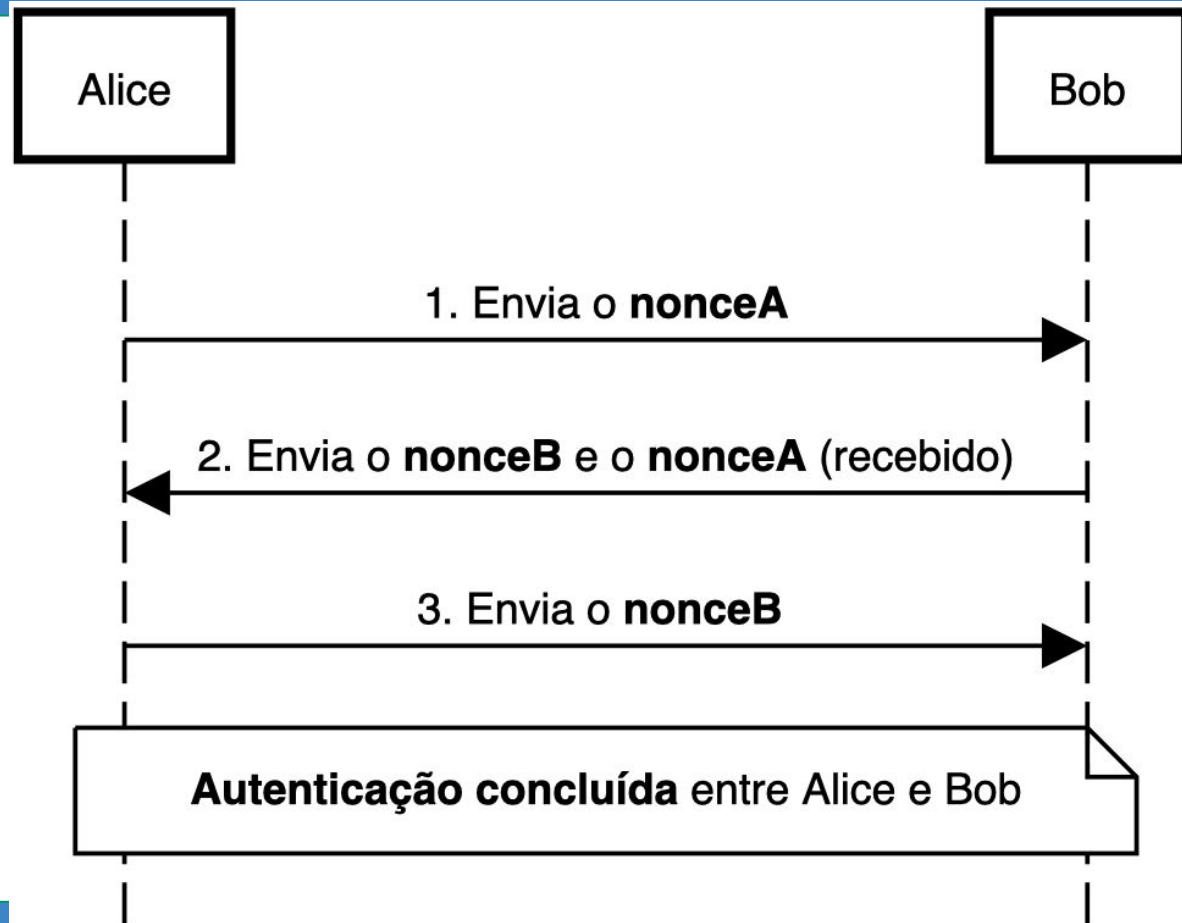 Alice
Bob
1. Envia o nonceA
2. Envia o nonceB e o nonceA (recebido)
3. Envia o nonceB
Autenticação concluída entre Alice e Bob